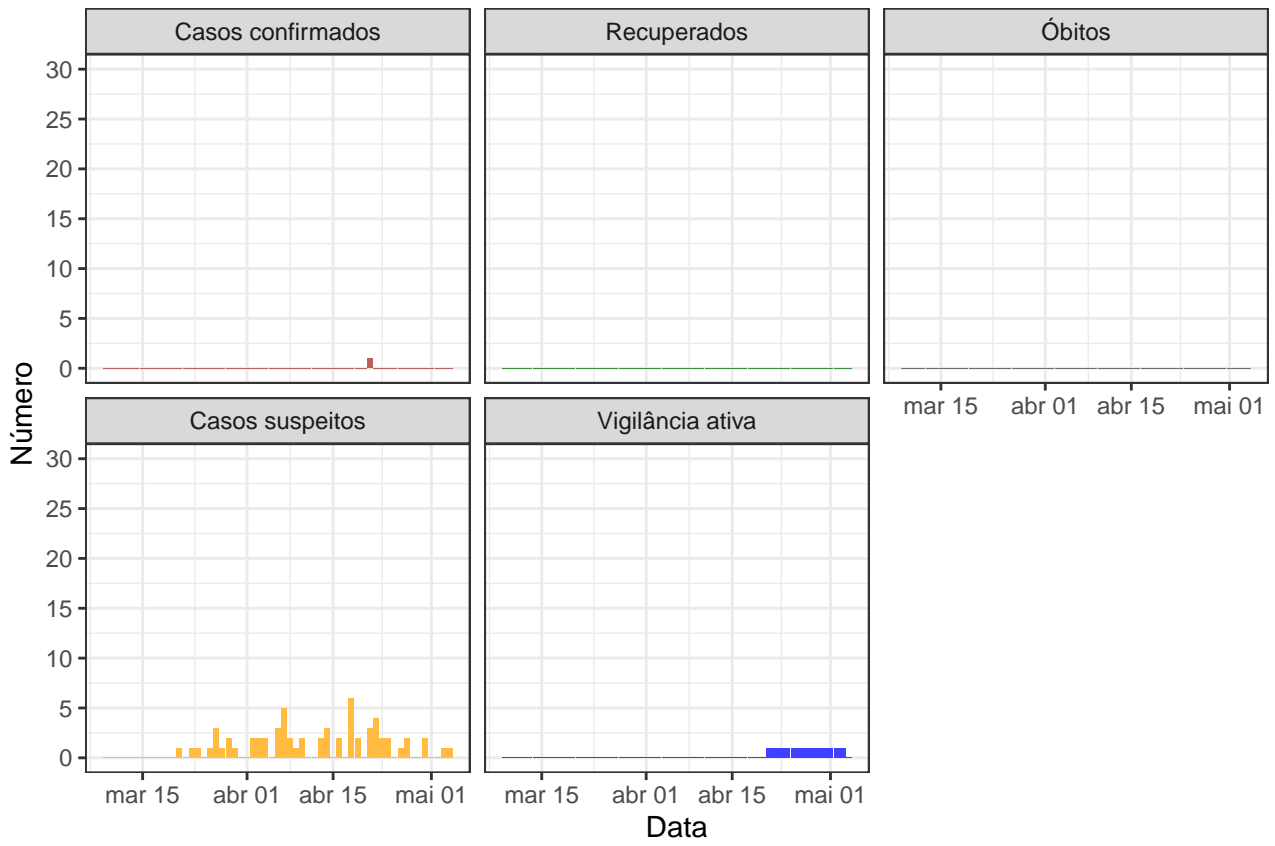 Casos confirmados
Recuperados
Óbitos
30
25
20
15
10
5
0
mar 15 abr 01 abr 15 mai 01
Número
Casos suspeitos
Vigilância ativa
30
25
20
15
10
5
0
mar 15 abr 01 abr 15 mai 01
mar 15 abr 01 abr 15 mai 01
Data